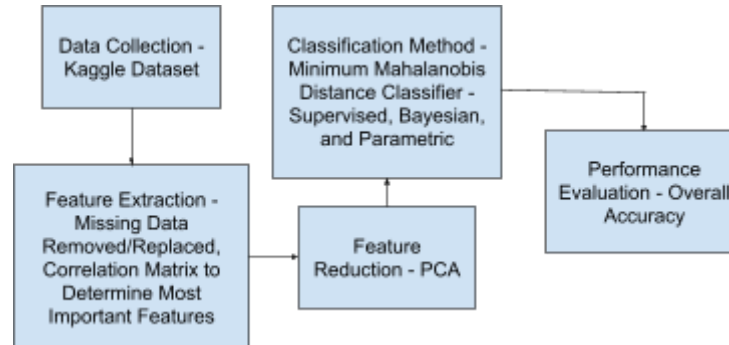 Data Collection -
Kaggle Dataset
Feature Extraction -
Missing Data
Removed/Replaced,
Correlation Matrix to
Determine Most
Important Features
Feature
Reduction - PCA
Classification Method -
Minimum Mahalanobis
Distance Classifier -
Supervised, Bayesian,
and Parametric
Performance
Evaluation - Overall
Accuracy